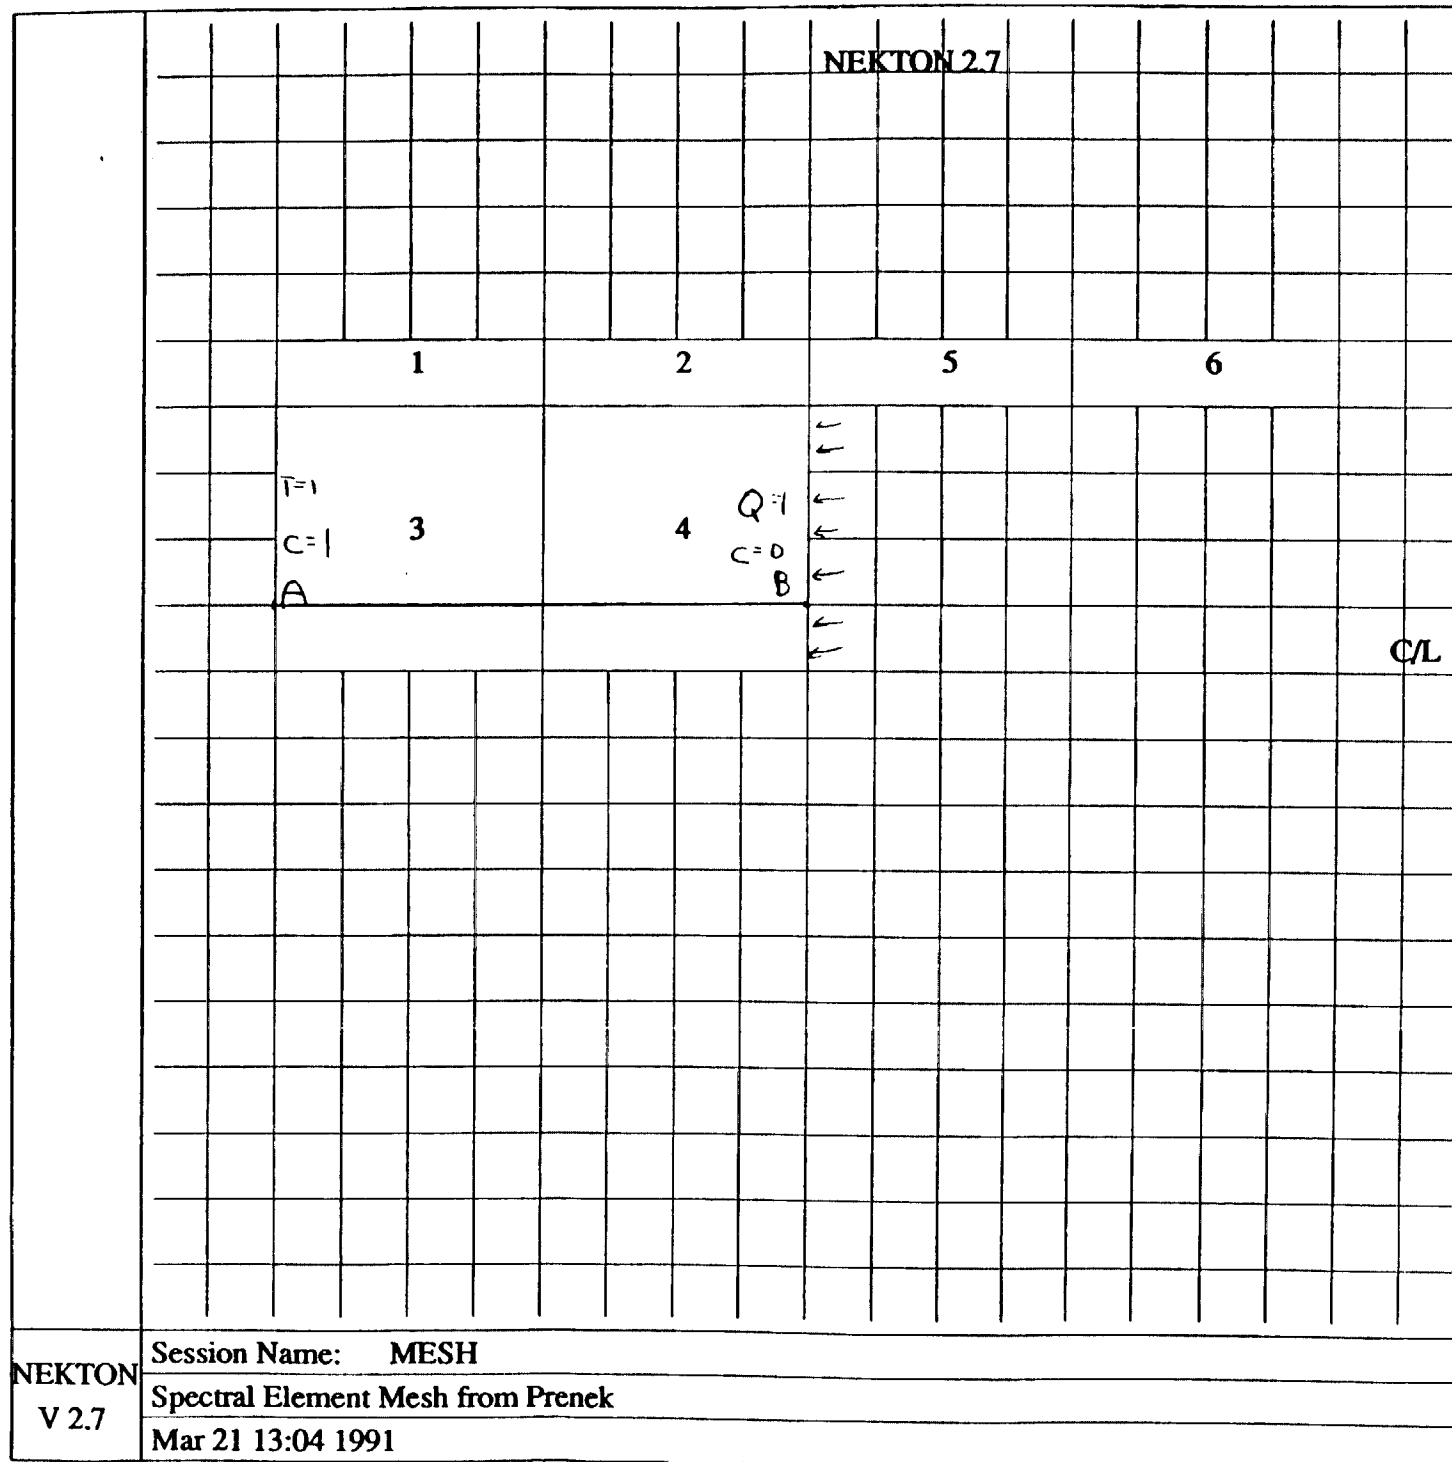 NEKTON 2.7
1 2 5 6
T=1
C=1
3
4
Q=1
C=0
A
B
C/L
NEKTON
V 2.7
Session Name: MESH
Spectral Element Mesh from Prenek
Mar 21 13:04 1991